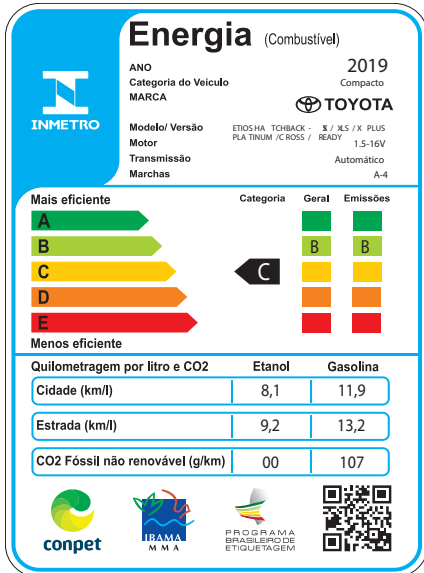 Energia (Combustível)
ANO 2019
Categoria do Veículo Compacto
MARCA
TOYOTA
INMETRO
Modelo/ Versão ETIOS HA TCHBACK - X / XLS / X PLUS
PLA TINUM /C ROSS / READY
Motor 1.5-16V
Transmissão Automático
Marchas A-4
Mais eficiente Categoria Geral Emissões
A
B B B
C C
D
E
Menos eficiente
Quilometragem por litro e CO2 Etanol Gasolina
Cidade (km/l) 8,1 11,9
Estrada (km/l) 9,2 13,2
CO2 Fóssil não renovável (g/km) 00 107
conpet
IBAMA
M M A
PROGRAMA
BRASILEIRO DE
ETIQUETAGEM